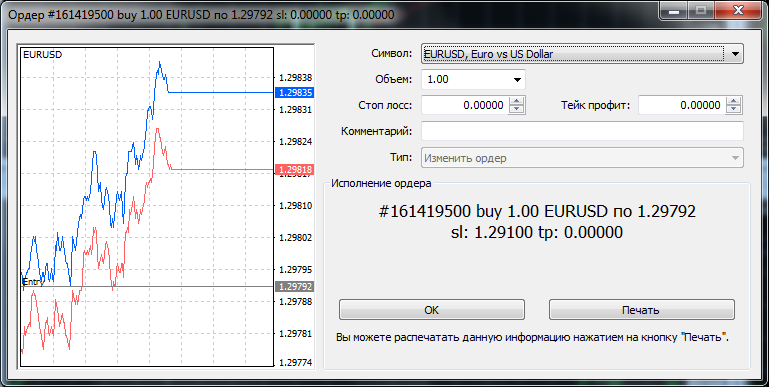 Ордер #161419500 buy 1.00 EURUSD по 1.29792 sl: 0.00000 tp: 0.00000
EURUSD
1.29838
1.29835
1.29831
1.29824
1.29818
1.29810
1.29802
1.29795
Entry
1.29792
1.29788
1.29781
1.29774
Символ: EURUSD, Euro vs US Dollar
Объем: 1.00
Стоп лосс: 0.00000 Тейк профит: 0.00000
Комментарий:
Тип: Изменить ордер
Исполнение ордера
#161419500 buy 1.00 EURUSD по 1.29792
sl: 1.29100 tp: 0.00000
OK Печать
Вы можете распечатать данную информацию нажатием на кнопку "Печать".